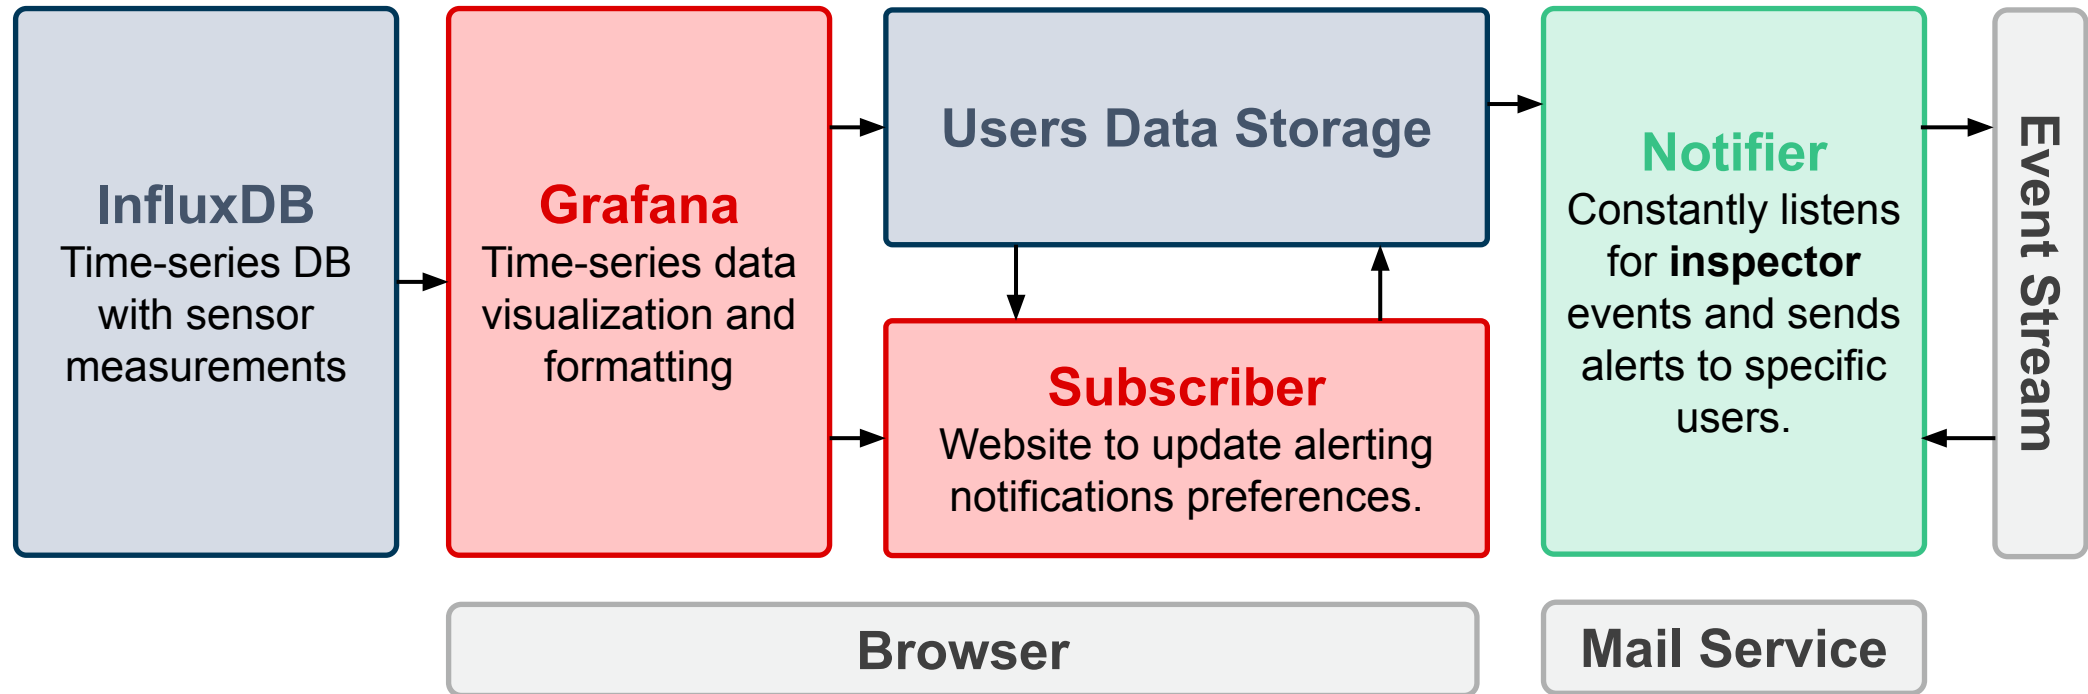 InfluxDB
Time-series DB
with sensor
measurements
Grafana
Time-series data
visualization and
formatting
Users Data Storage
Subscriber
Website to update alerting
notifications preferences.
Notifier
Constantly listens
for inspector
events and sends
alerts to specific
users.
Event Stream
Browser
Mail Service